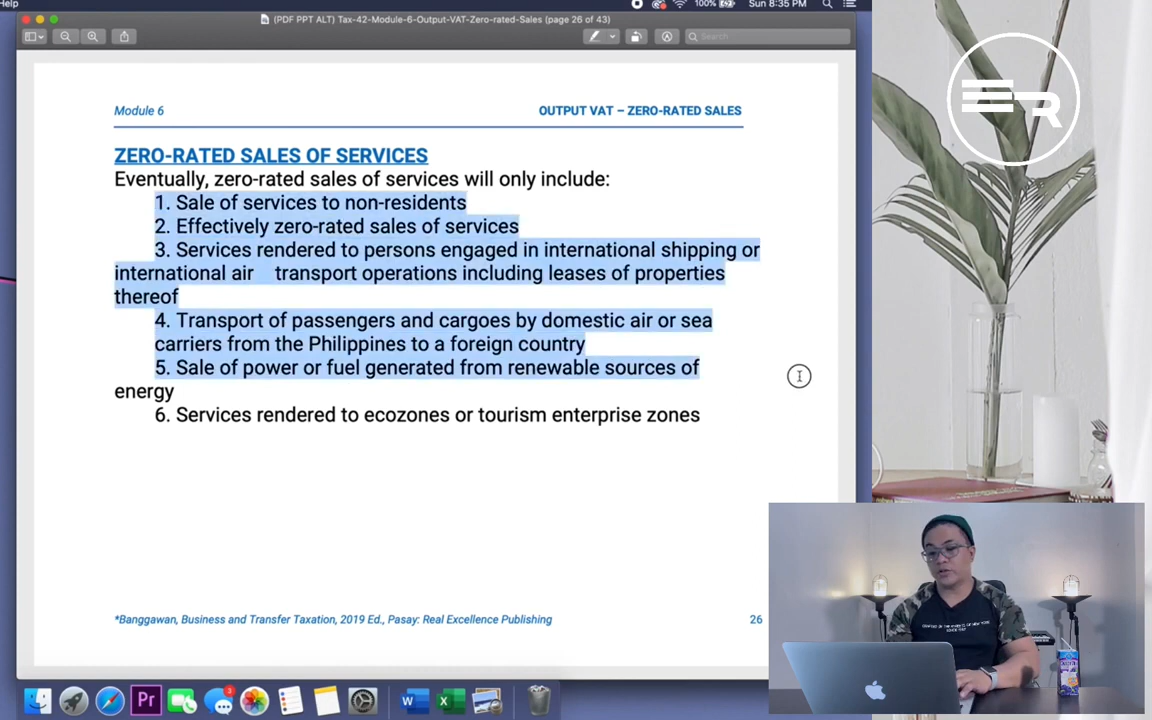 Help
100%
Sun 8:35 PM
(PDF PPT ALT) Tax-42-Module-6-Output-VAT-Zero-rated-Sales (page 26 of 43)
Search
ER
Module 6
OUTPUT VAT – ZERO-RATED SALES
ZERO-RATED SALES OF SERVICES
Eventually, zero-rated sales of services will only include:
1. Sale of services to non-residents
2. Effectively zero-rated sales of services
3. Services rendered to persons engaged in international shipping or
international air transport operations including leases of properties
thereof
4. Transport of passengers and cargoes by domestic air or sea
carriers from the Philippines to a foreign country
5. Sale of power or fuel generated from renewable sources of
energy
6. Services rendered to ecozones or tourism enterprise zones
*Banggawan, Business and Transfer Taxation, 2019 Ed., Pasay: Real Excellence Publishing
26
Pr
3
W
X